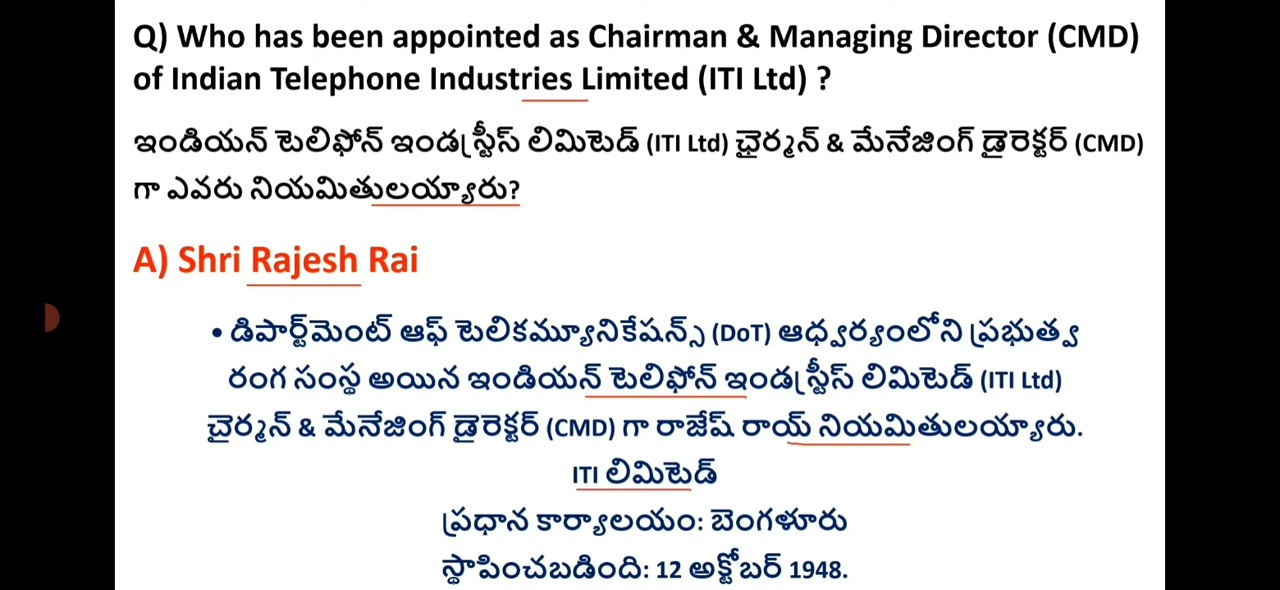 Q) Who has been appointed as Chairman & Managing Director (CMD)
of Indian Telephone Industries Limited (ITI Ltd) ?
ఇండియన్ టెలిఫోన్ ఇండస్ట్రీస్ లిమిటెడ్ (ITI Ltd) ఛైర్మన్ & మేనేజింగ్ డైరెక్టర్ (CMD)
గా ఎవరు నియమితులయ్యారు?
A) Shri Rajesh Rai
• డిపార్ట్‌మెంట్ ఆఫ్ టెలికమ్యూనికేషన్స్ (DoT) ఆధ్వర్యంలోని ప్రభుత్వ
రంగ సంస్థ అయిన ఇండియన్ టెలిఫోన్ ఇండస్ట్రీస్ లిమిటెడ్ (ITI Ltd)
చైర్మన్ & మేనేజింగ్ డైరెక్టర్ (CMD) గా రాజేష్ రాయ్ నియమితులయ్యారు.
ITI లిమిటెడ్
ప్రధాన కార్యాలయం: బెంగళూరు
స్థాపించబడింది: 12 అక్టోబర్ 1948.